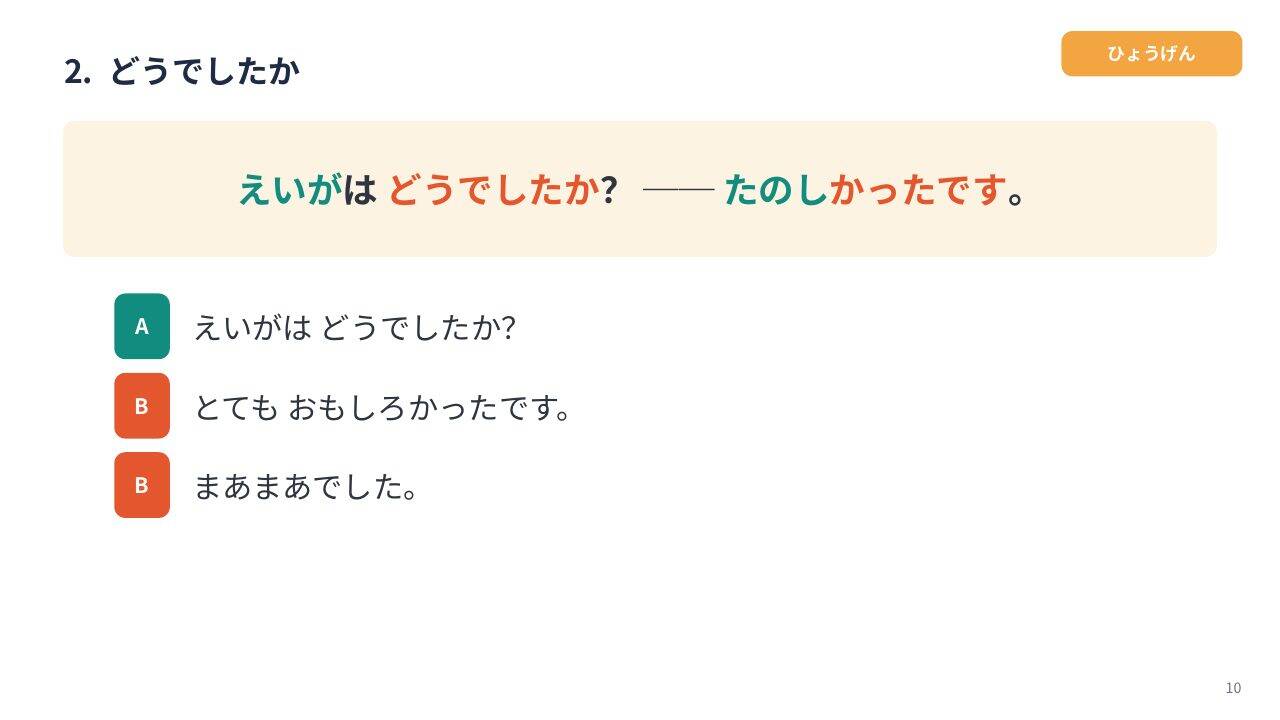 2. どうでしたか
ひょうげん
えいがは どうでしたか? ―― たのしかったです。
A えいがは どうでしたか?
B とても おもしろかったです。
B まあまあでした。
10